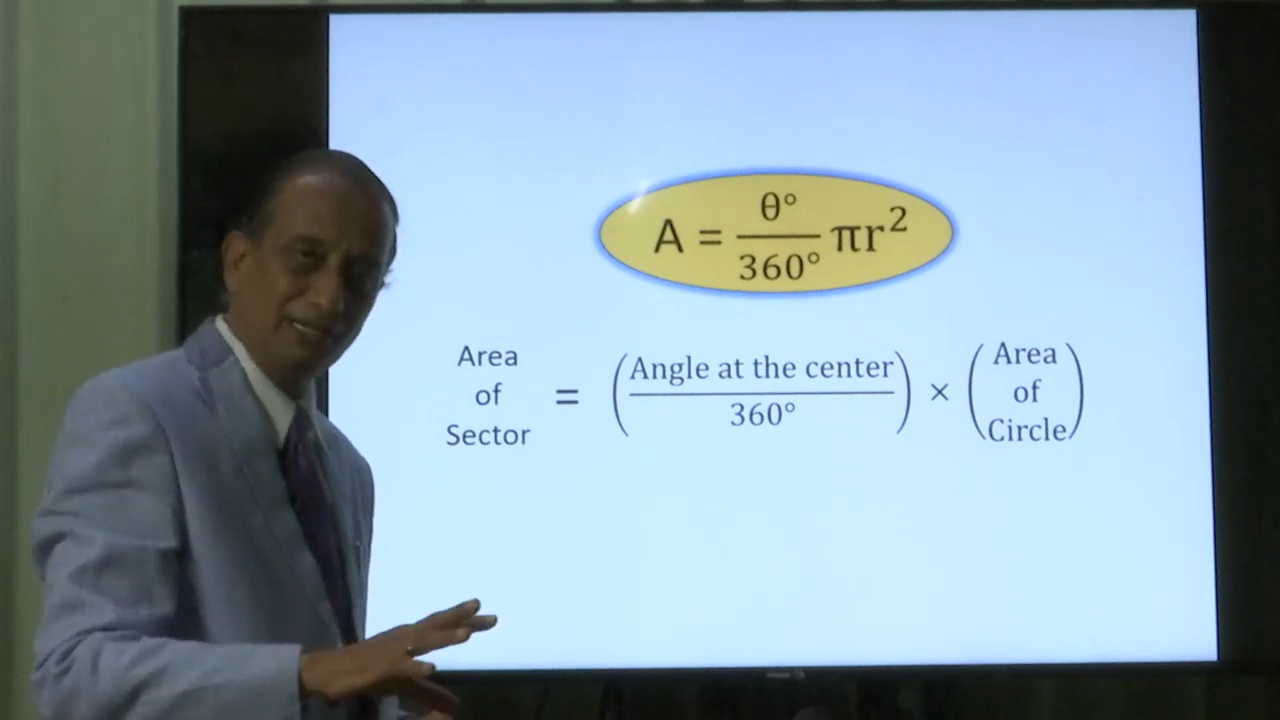 A = θ°/360° πr²
Area of Sector = (Angle at the center/360°) × (Area of Circle)